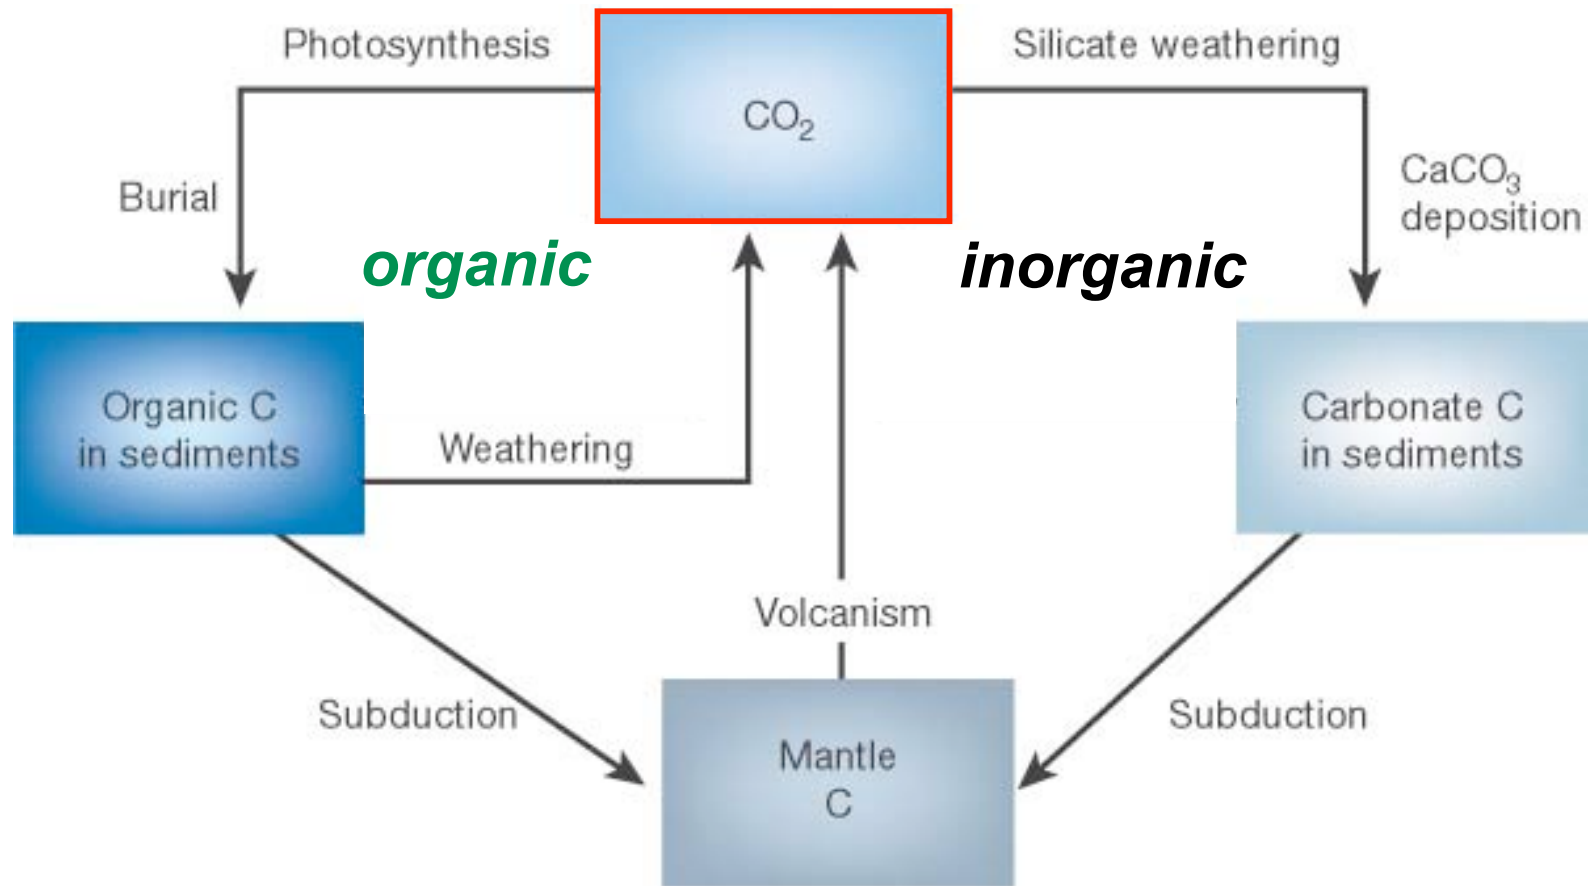 Photosynthesis
Silicate weathering
CO₂
Burial
CaCO₃
deposition
organic
inorganic
Organic C
in sediments
Weathering
Carbonate C
in sediments
Volcanism
Subduction
Subduction
Mantle
C